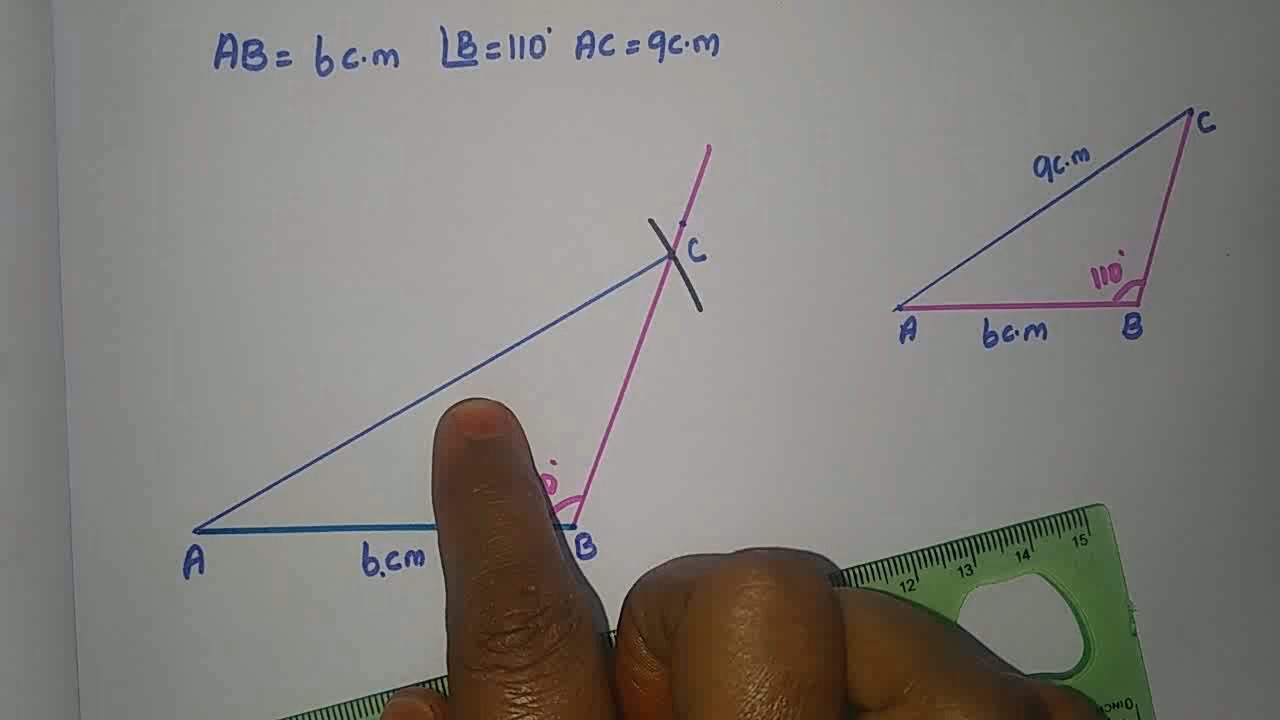 AB = 6c.m ∠B = 110° AC = 9c.m
C
9c.m
110°
A
6c.m
B
C
A
6.cm
B
12 13 14 15